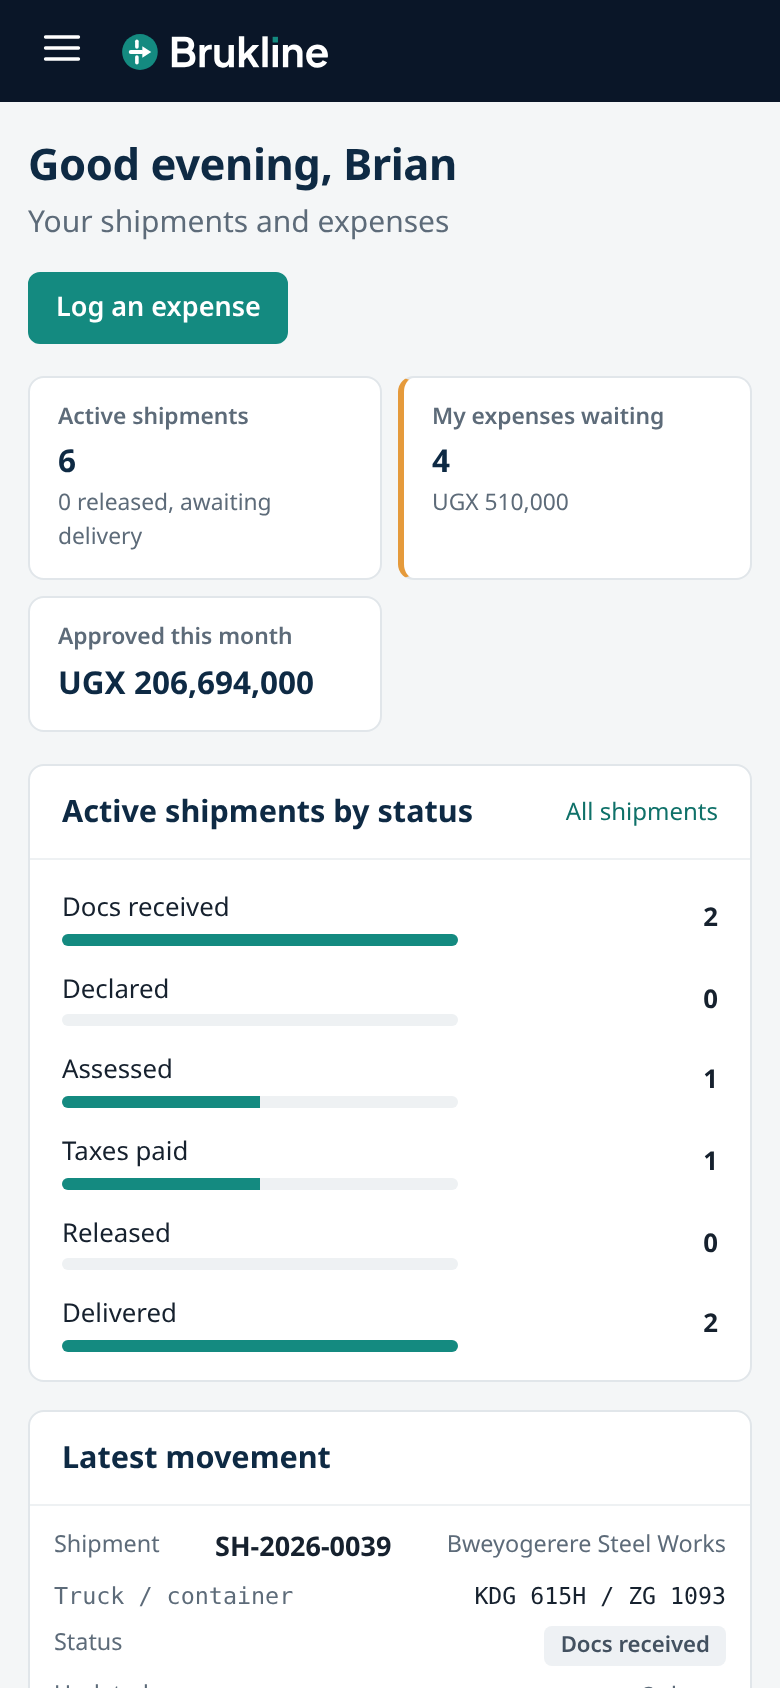 Brukline
Good evening, Brian
Your shipments and expenses
Log an expense
Active shipments
6
0 released, awaiting
delivery
My expenses waiting
4
UGX 510,000
Approved this month
UGX 206,694,000
Active shipments by status
All shipments
Docs received
2
Declared
0
Assessed
1
Taxes paid
1
Released
0
Delivered
2
Latest movement
Shipment SH-2026-0039 Bweyogerere Steel Works
Truck / container KDG 615H / ZG 1093
Status Docs received